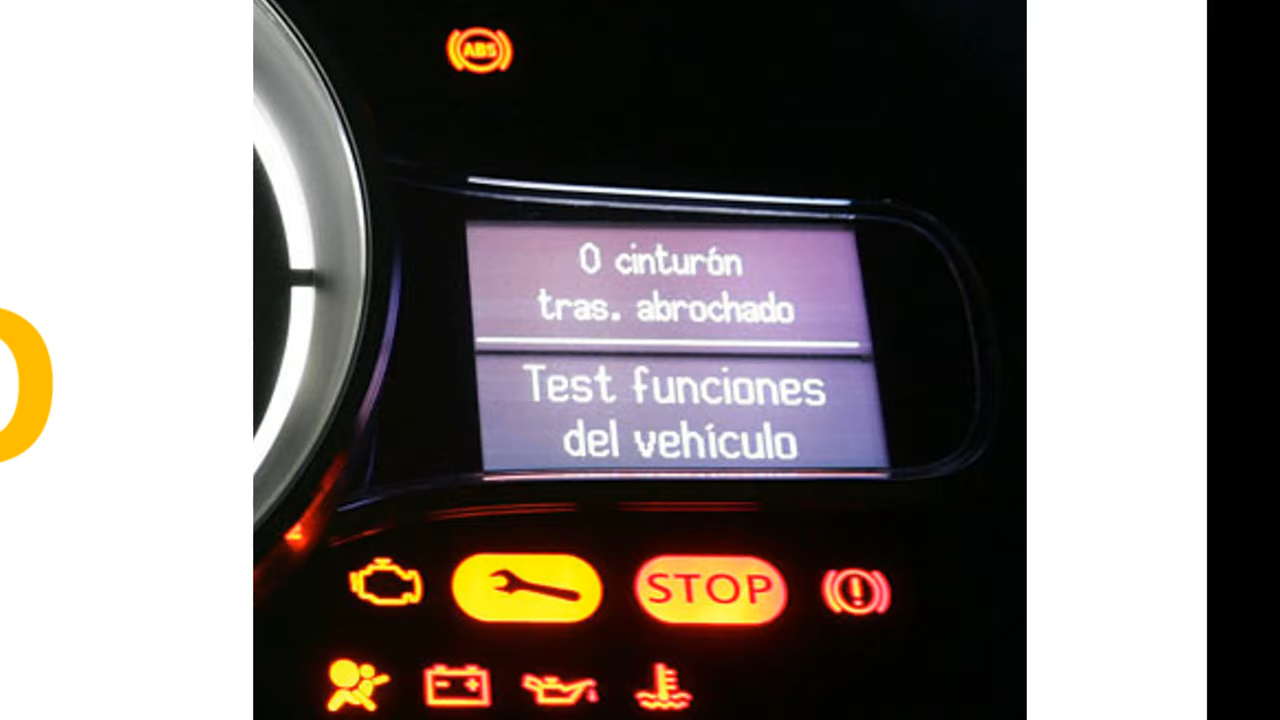 ABS
0 cinturón
tras. abrochado
Test funciones
del vehículo
STOP